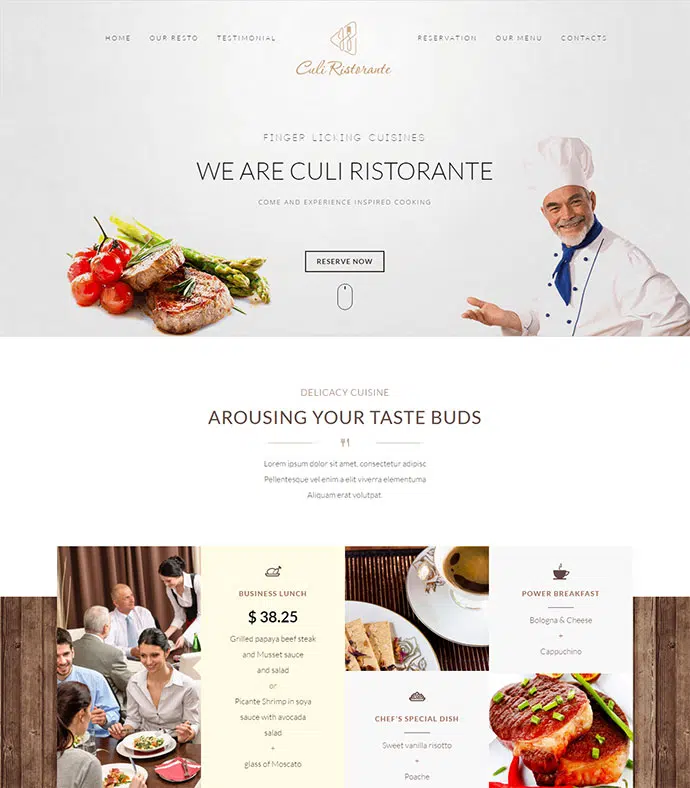 HOME OUR RESTO TESTIMONIAL
Culi Ristorante
RESERVATION OUR MENU CONTACTS
FINGER LICKING CUISINES
WE ARE CULI RISTORANTE
COME AND EXPERIENCE INSPIRED COOKING
RESERVE NOW
DELICACY CUISINE
AROUSING YOUR TASTE BUDS
Lorem ipsum dolor sit amet, consectetur adipisc
Pellentesque vel enim a elit viverra elementuma
Aliquam erat volutpat.
BUSINESS LUNCH
$ 38.25
Grilled papaya beef steak
and Musset sauce
and salad
or
Picante Shrimp in soya
sauce with avocada
salad
+
glass of Moscato
CHEF'S SPECIAL DISH
Sweet vanilla risotto
+
Poache
POWER BREAKFAST
Bologna & Cheese
+
Cappuchino